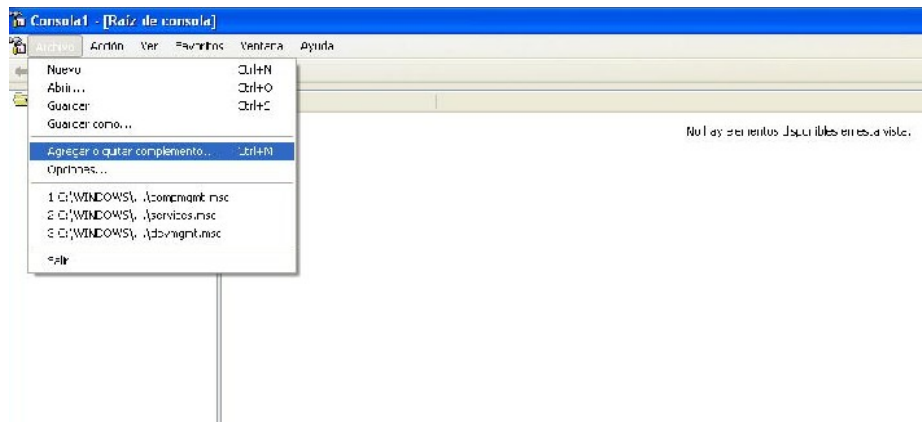 Consola1 - [Raíz de consola]
Archivo Acción Ver Favoritos Ventana Ayuda
Nuevo Ctrl+N
Abrir... Ctrl+O
Guardar Ctrl+S
Guardar como...
Agregar o quitar complemento... Ctrl+M
Opciones...
1 C:\WINDOWS\...\compmgmt.msc
2 C:\WINDOWS\...\services.msc
3 C:\WINDOWS\...\devmgmt.msc
Salir
No hay elementos disponibles en esta vista.